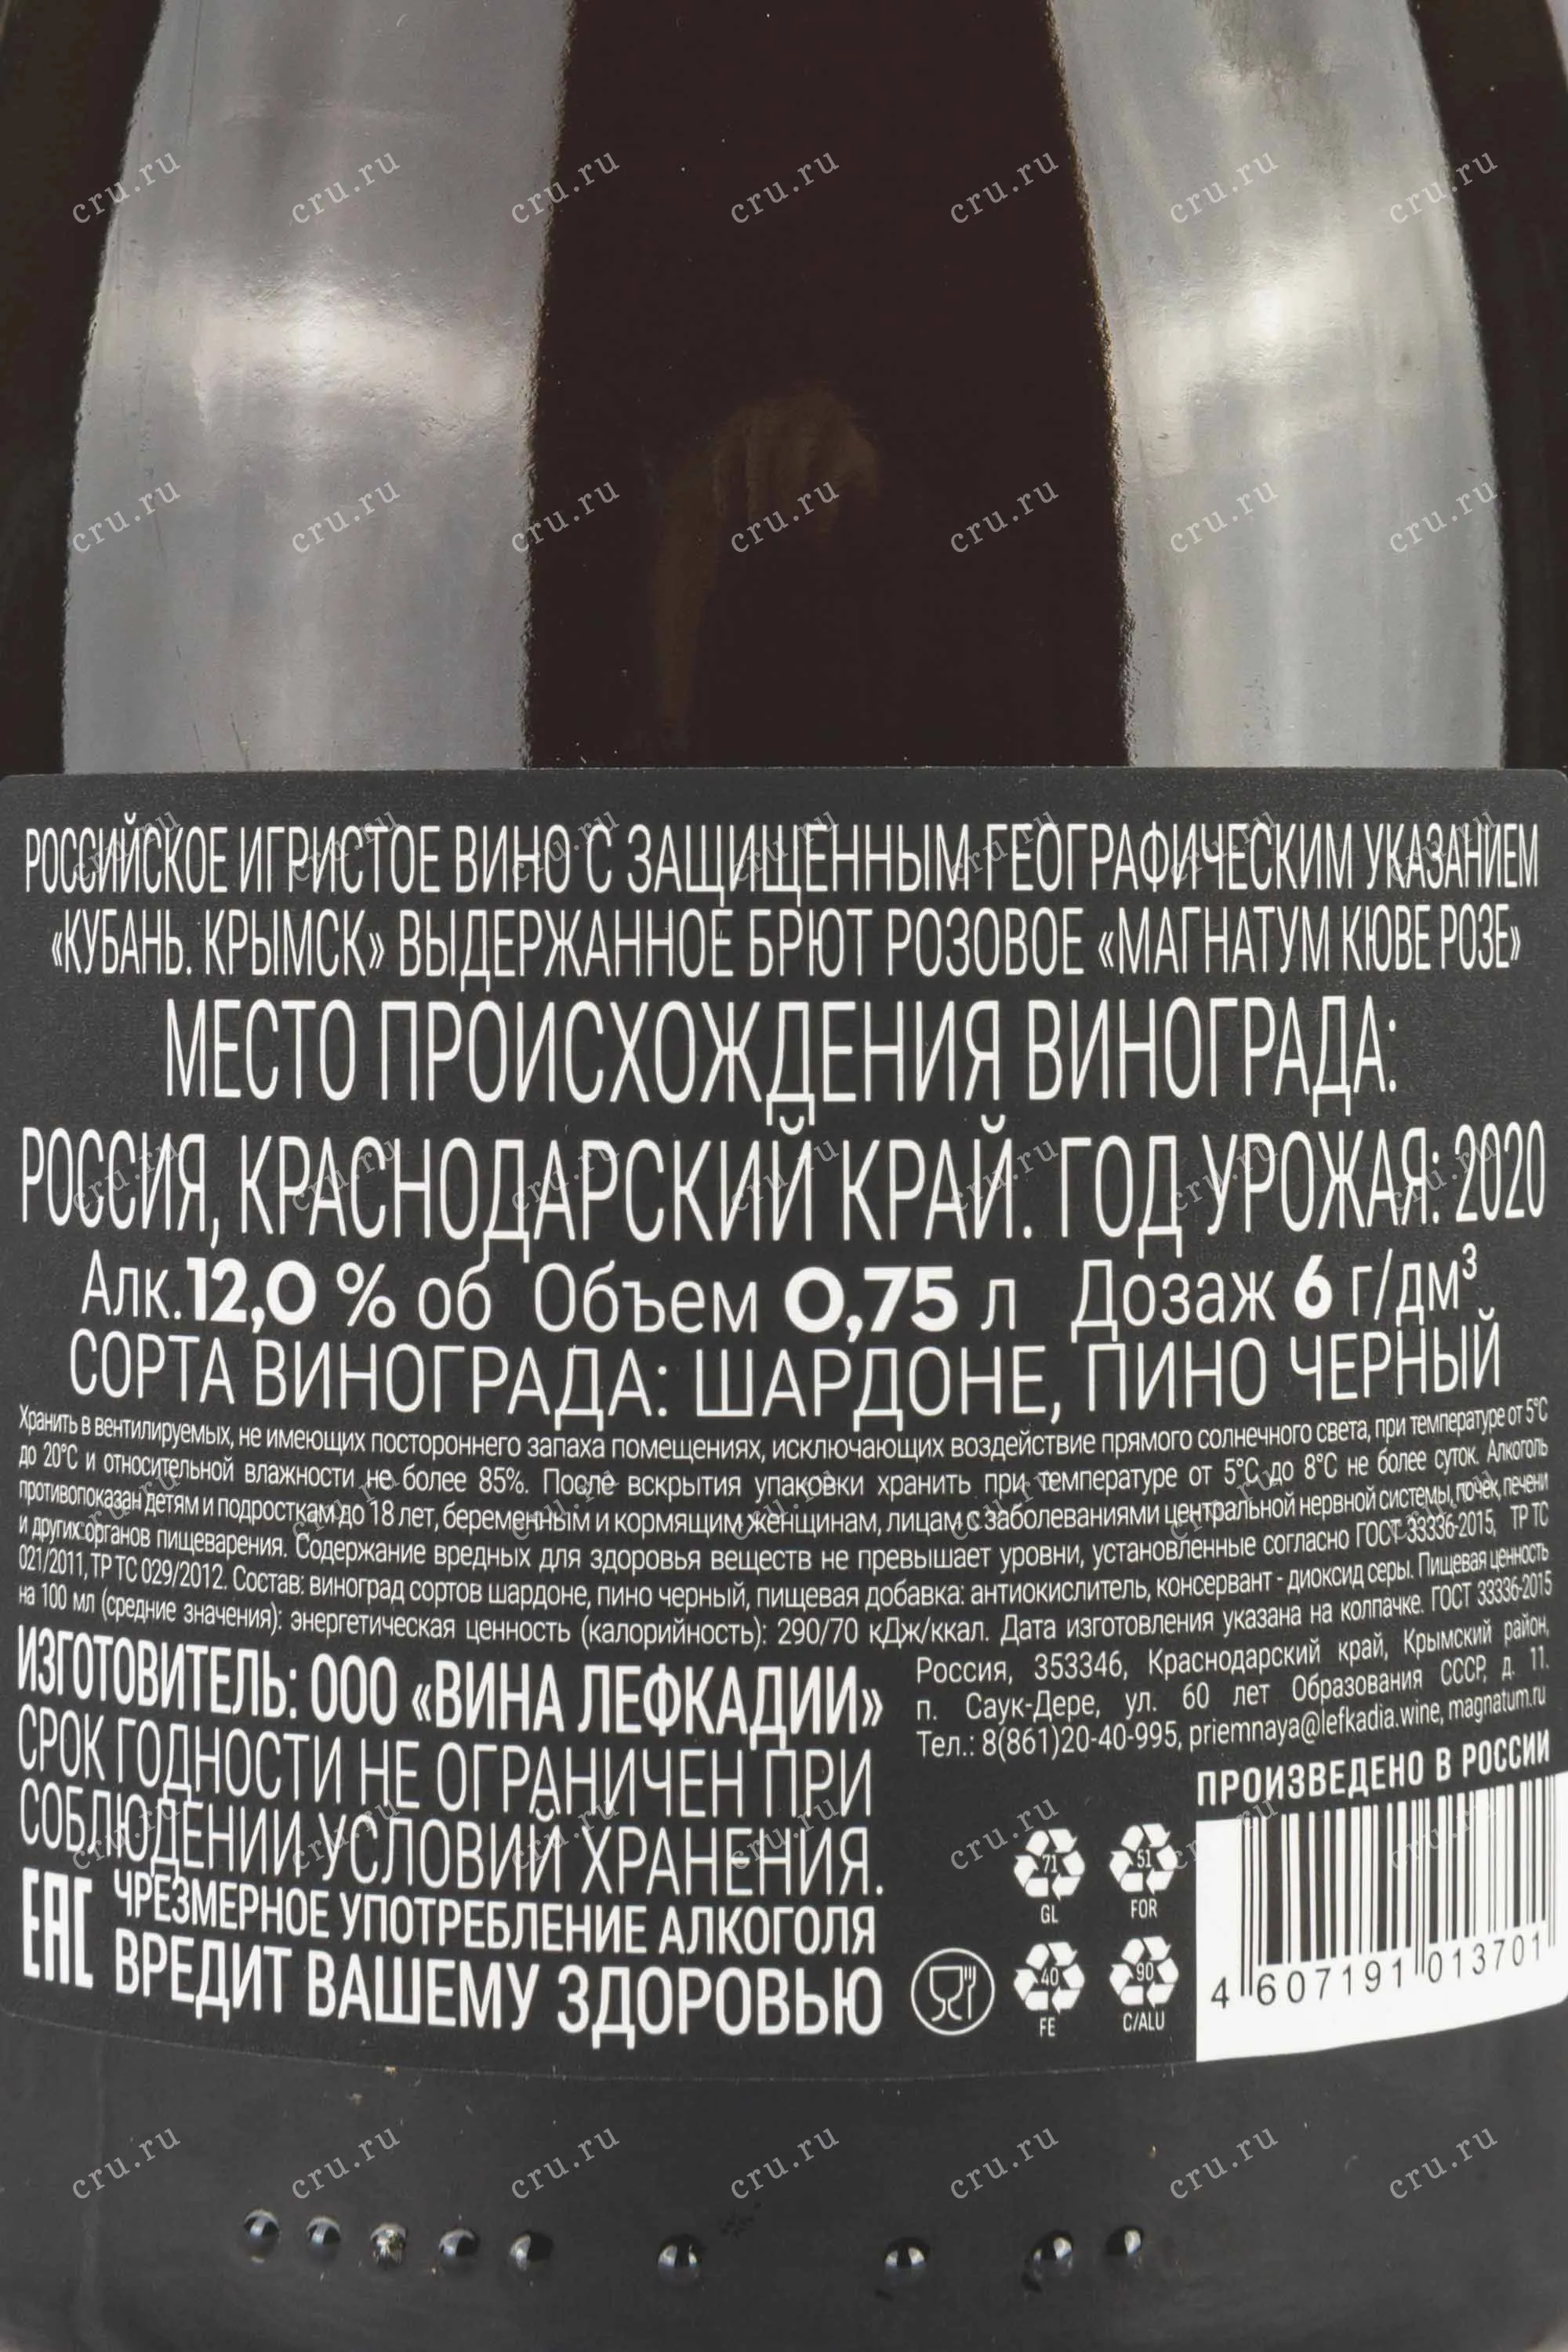 РОССИЙСКОЕ ИГРИСТОЕ ВИНО С ЗАЩИЩЕННЫМ ГЕОГРАФИЧЕСКИМ УКАЗАНИЕМ
«КУБАНЬ. КРЫМСК» ВЫДЕРЖАННОЕ БРЮТ РОЗОВОЕ «МАГНАТУМ КЮВЕ РОЗЕ»
МЕСТО ПРОИСХОЖДЕНИЯ ВИНОГРАДА:
РОССИЯ, КРАСНОДАРСКИЙ КРАЙ. ГОД УРОЖАЯ: 2020
Алк. 12,0 % об Объем 0,75 л Дозаж 6 г/дм³
СОРТА ВИНОГРАДА: ШАРДОНЕ, ПИНО ЧЕРНЫЙ
Хранить в вентилируемых, не имеющих постороннего запаха помещениях, исключающих воздействие прямого солнечного света, при температуре от 5°С
до 20°С и относительной влажности не более 85%. После вскрытия упаковки хранить при температуре от 5°С до 8°С не более суток. Алкоголь
противопоказан детям и подросткам до 18 лет, беременным и кормящим женщинам, лицам с заболеваниями центральной нервной системы, почек, печени
и других органов пищеварения. Содержание вредных для здоровья веществ не превышает уровни, установленные согласно ГОСТ 33336-2015, ТР ТС
021/2011, ТР ТС 029/2012. Состав: виноград сортов шардоне, пино черный, пищевая добавка: антиокислитель, консервант - диоксид серы. Пищевая ценность
на 100 мл (средние значения): энергетическая ценность (калорийность): 290/70 кДж/ккал. Дата изготовления указана на колпачке. ГОСТ 33336-2015
ИЗГОТОВИТЕЛЬ: ООО «ВИНА ЛЕФКАДИИ»
СРОК ГОДНОСТИ НЕ ОГРАНИЧЕН ПРИ
СОБЛЮДЕНИИ УСЛОВИЙ ХРАНЕНИЯ.
ЕАС
ЧРЕЗМЕРНОЕ УПОТРЕБЛЕНИЕ АЛКОГОЛЯ
ВРЕДИТ ВАШЕМУ ЗДОРОВЬЮ
Россия, 353346, Краснодарский край, Крымский район,
п. Саук-Дере, ул. 60 лет Образования СССР, д. 11.
Тел.: 8(861)20-40-995, priemnaya@lefkadia.wine, magnatum.ru
ПРОИЗВЕДЕНО В РОССИИ
71 51
GL FOR
40 90
FE C/ALU
4 607191 013701
cru.ru